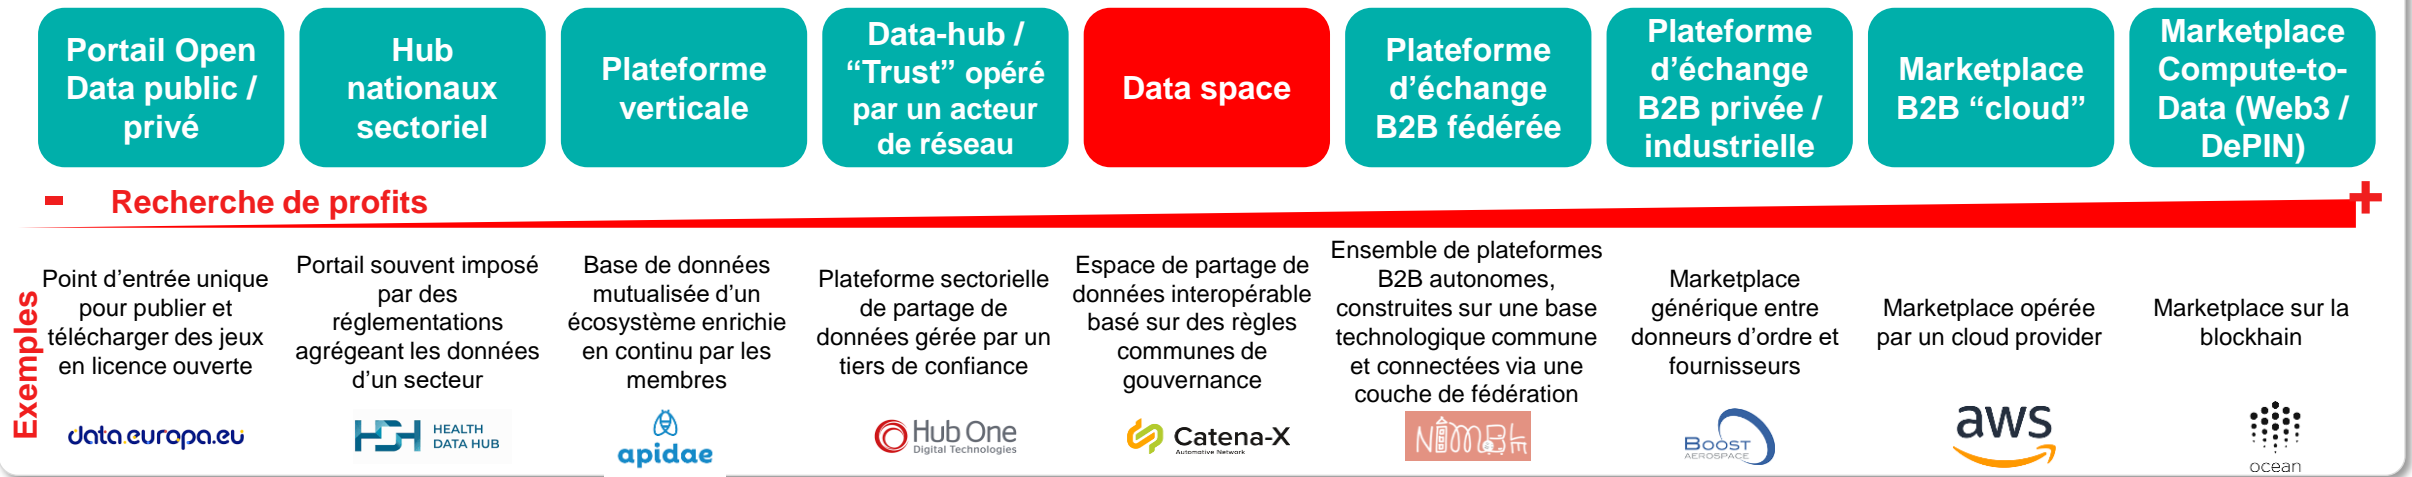 Portail Open
Data public /
privé
Hub
nationaux
sectoriel
Plateforme
verticale
Data-hub /
“Trust” opéré
par un acteur
de réseau
Data space
Plateforme
d’échange
B2B fédérée
Plateforme
d’échange
B2B privée /
industrielle
Marketplace
B2B “cloud”
Marketplace
Compute-to-
Data (Web3 /
DePIN)
- Recherche de profits +
Exemples
Point d’entrée unique
pour publier et
télécharger des jeux
en licence ouverte
Portail souvent imposé
par des
réglementations
agrégeant les données
d’un secteur
Base de données
mutualisée d’un
écosystème enrichie
en continu par les
membres
Plateforme sectorielle
de partage de
données gérée par un
tiers de confiance
Espace de partage de
données interopérable
basé sur des règles
communes de
gouvernance
Ensemble de plateformes
B2B autonomes,
construites sur une base
technologique commune
et connectées via une
couche de fédération
Marketplace
générique entre
donneurs d’ordre et
fournisseurs
Marketplace opérée
par un cloud provider
Marketplace sur la
blockhain
data.europa.eu
HDH
HEALTH
DATA HUB
apidae
Hub One
Digital Technologies
Catena-X
Automotive Network
NIMBLE
BOOST
AEROSPACE
aws
ocean